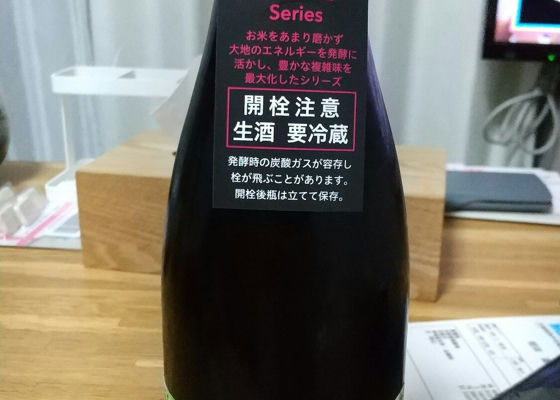 Series
お米をあまり磨かず
大地のエネルギーを発酵に
活かし、豊かな複雑味を
最大化したシリーズ
開栓注意
生酒 要冷蔵
発酵時の炭酸ガスが容存し
栓が飛ぶことがあります。
開栓後瓶は立てて保存。